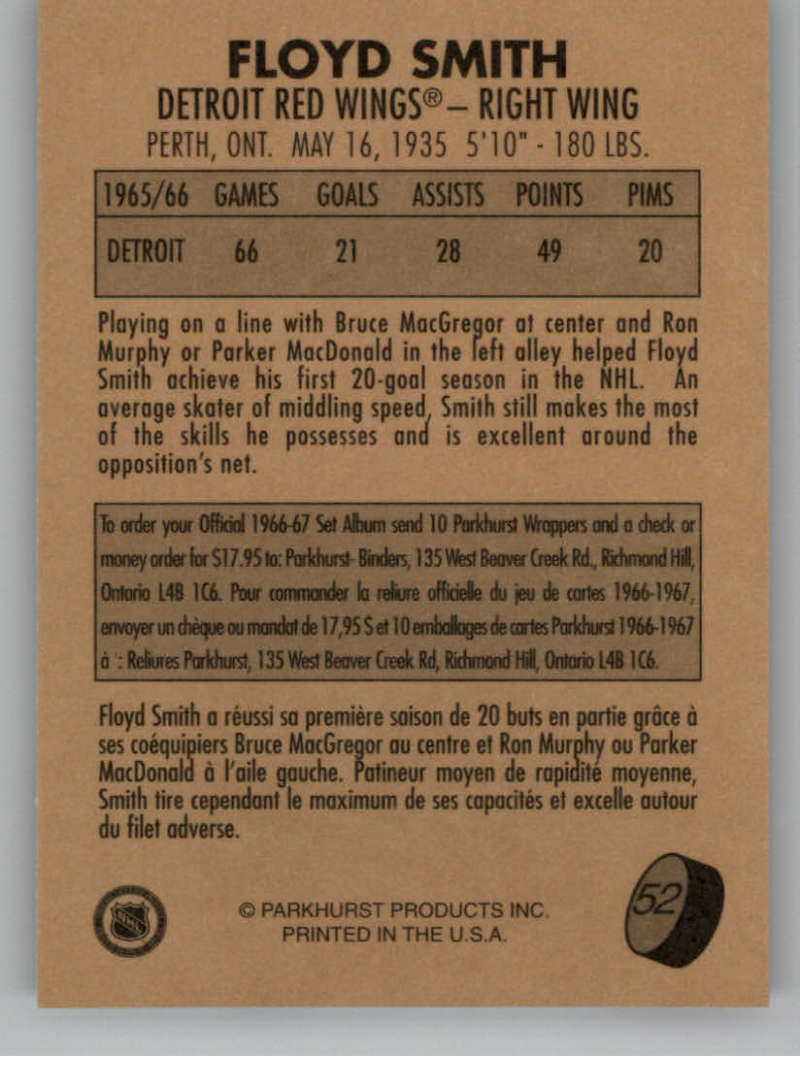 FLOYD SMITH
DETROIT RED WINGS® – RIGHT WING
PERTH, ONT. MAY 16, 1935 5'10" - 180 LBS.
1965/66 GAMES GOALS ASSISTS POINTS PIMS
DETROIT 66 21 28 49 20
Playing on a line with Bruce MacGregor at center and Ron
Murphy or Parker MacDonald in the left alley helped Floyd
Smith achieve his first 20-goal season in the NHL. An
average skater of middling speed, Smith still makes the most
of the skills he possesses and is excellent around the
opposition's net.
To order your Official 1966-67 Set Album send 10 Parkhurst Wrappers and a check or
money order for $17.95 to: Parkhurst- Binders, 135 West Beaver Creek Rd., Richmond Hill,
Ontario L4B 1C6. Pour commander la reliure officielle du jeu de cartes 1966-1967,
envoyer un chèque ou mandat de 17,95 $ et 10 emballages de cartes Parkhurst 1966-1967
à : Reliures Parkhurst, 135 West Beaver Creek Rd, Richmond Hill, Ontario L4B 1C6.
Floyd Smith a réussi sa première saison de 20 buts en partie grâce à
ses coéquipiers Bruce MacGregor au centre et Ron Murphy ou Parker
MacDonald à l'aile gauche. Patineur moyen de rapidité moyenne,
Smith tire cependant le maximum de ses capacités et excelle autour
du filet adverse.
NHL
© PARKHURST PRODUCTS INC.
PRINTED IN THE U.S.A.
52